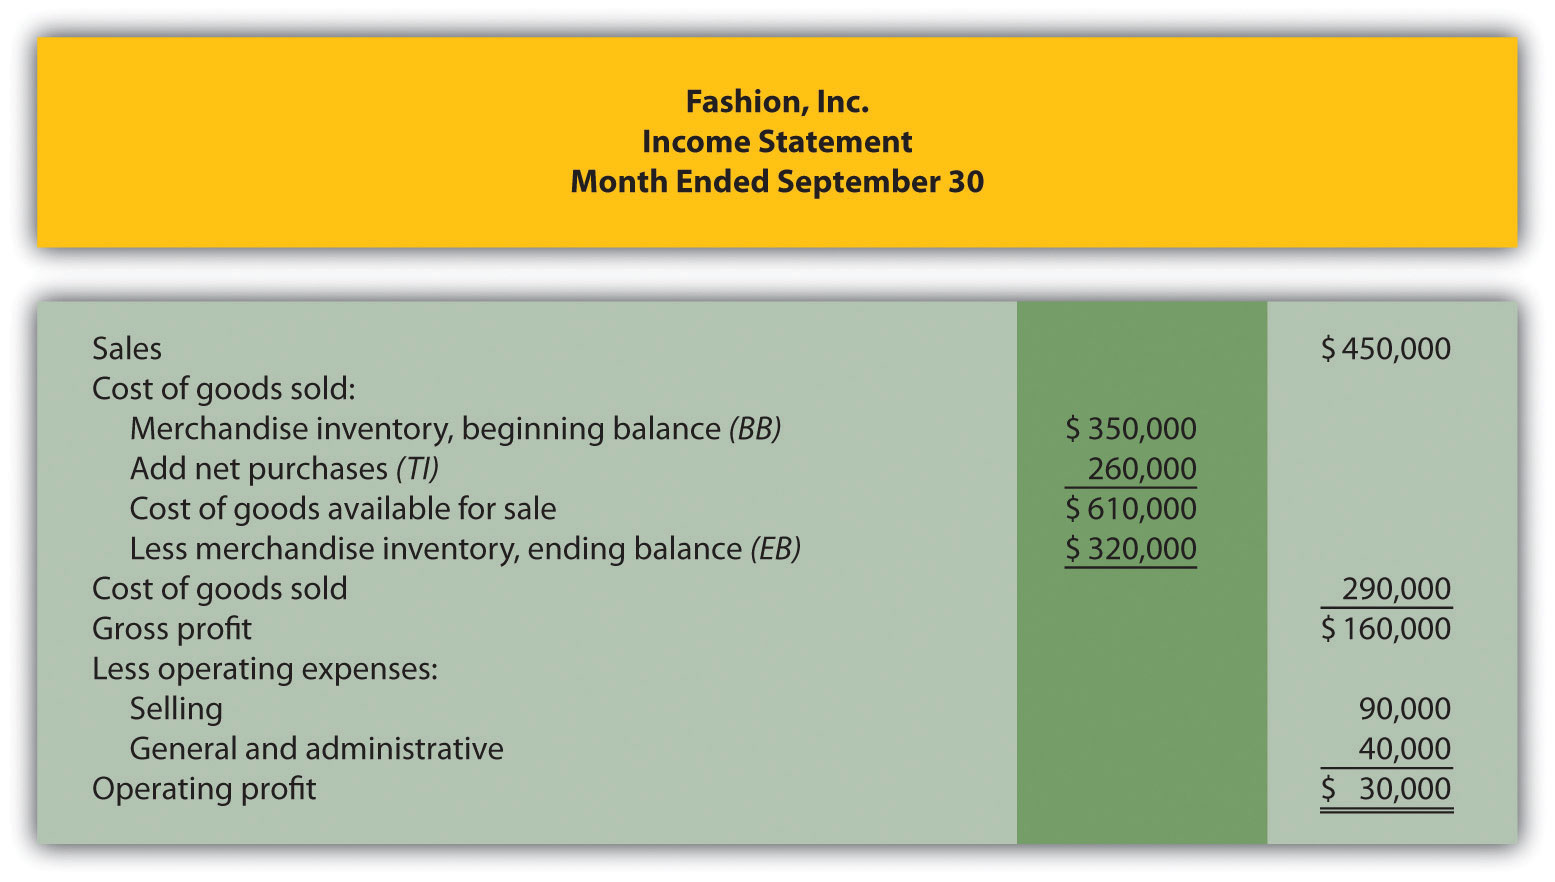 Fashion, Inc.
Income Statement
Month Ended September 30
Sales $ 450,000
Cost of goods sold:
Merchandise inventory, beginning balance (BB) $ 350,000
Add net purchases (TI) 260,000
Cost of goods available for sale $ 610,000
Less merchandise inventory, ending balance (EB) $ 320,000
Cost of goods sold 290,000
Gross profit $ 160,000
Less operating expenses:
Selling 90,000
General and administrative 40,000
Operating profit $ 30,000